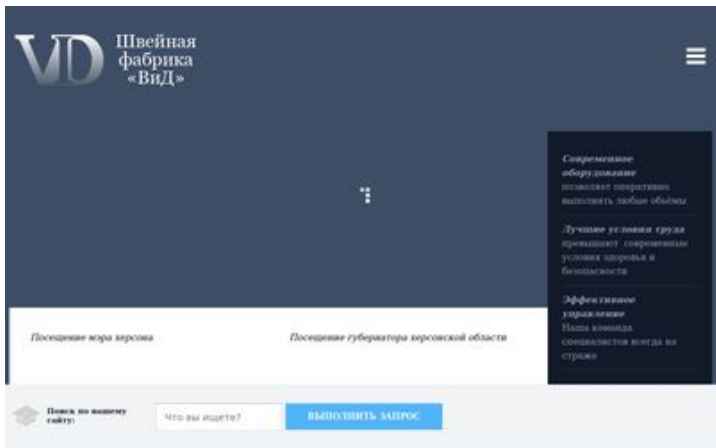 VD
Швейная
фабрика
«ВиД»
Современное
оборудование
позволяет оперативно
выполнять любые объёмы
Лучшие условия труда
превышают современные
условия здоровья и
безопасности
Эффективное
управление
Наша команда
специалистов всегда на
страже
Посещение мэра херсона
Посещение губернатора херсонской области
Поиск по нашему
сайту:
Что вы ищете?
ВЫПОЛНИТЬ ЗАПРОС